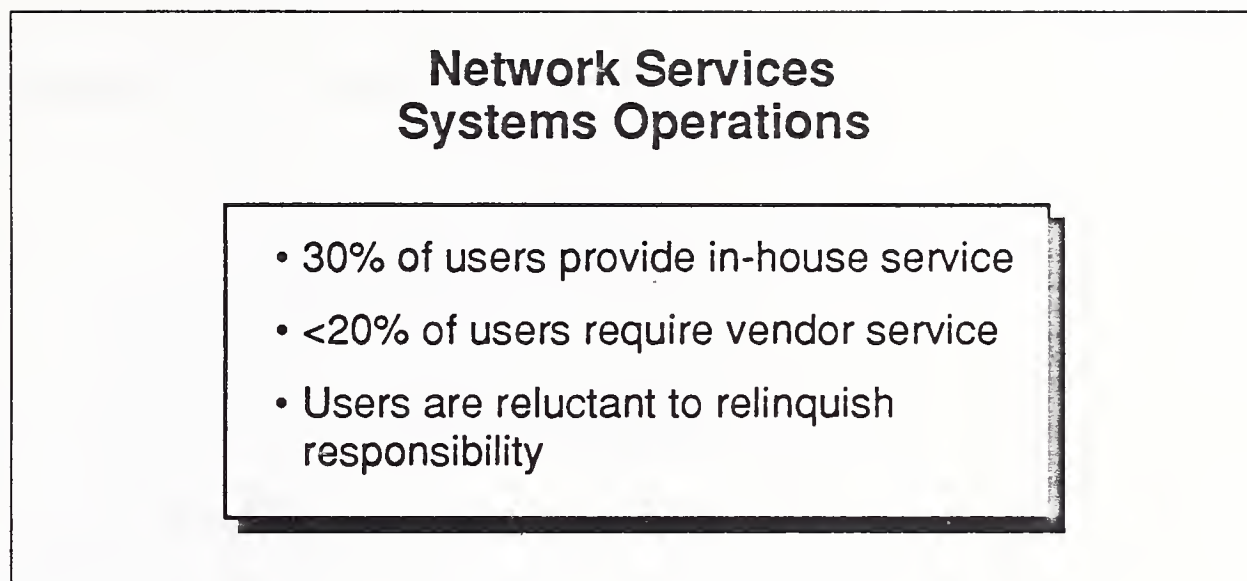 Network Services
Systems Operations
• 30% of users provide in-house service
• <20% of users require vendor service
• Users are reluctant to relinquish
responsibility